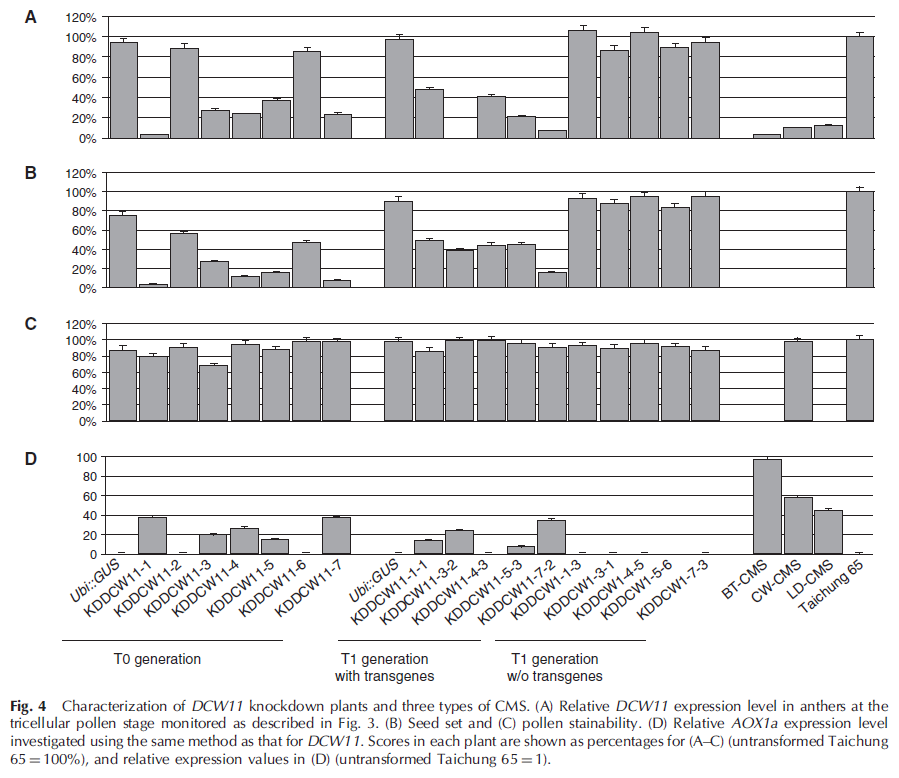 A
120%
100%
80%
60%
40%
20%
0%
B
120%
100%
80%
60%
40%
20%
0%
C
120%
100%
80%
60%
40%
20%
0%
D
100
80
60
40
20
0
Ubi::GUS
KDDCW11-1
KDDCW11-2
KDDCW11-3
KDDCW11-4
KDDCW11-5
KDDCW11-6
KDDCW11-7
Ubi::GUS
KDDCW11-1-1
KDDCW11-3-2
KDDCW11-4-3
KDDCW11-5-3
KDDCW11-7-2
KDDCW1-1-3
KDDCW1-3-1
KDDCW1-4-5
KDDCW1-5-6
KDDCW1-7-3
BT-CMS
CW-CMS
LD-CMS
Taichung 65
T0 generation
T1 generation
with transgenes
T1 generation
w/o transgenes
Fig. 4 Characterization of DCW11 knockdown plants and three types of CMS. (A) Relative DCW11 expression level in anthers at the
tricellular pollen stage monitored as described in Fig. 3. (B) Seed set and (C) pollen stainability. (D) Relative AOX1a expression level
investigated using the same method as that for DCW11. Scores in each plant are shown as percentages for (A–C) (untransformed Taichung
65 = 100%), and relative expression values in (D) (untransformed Taichung 65 = 1).